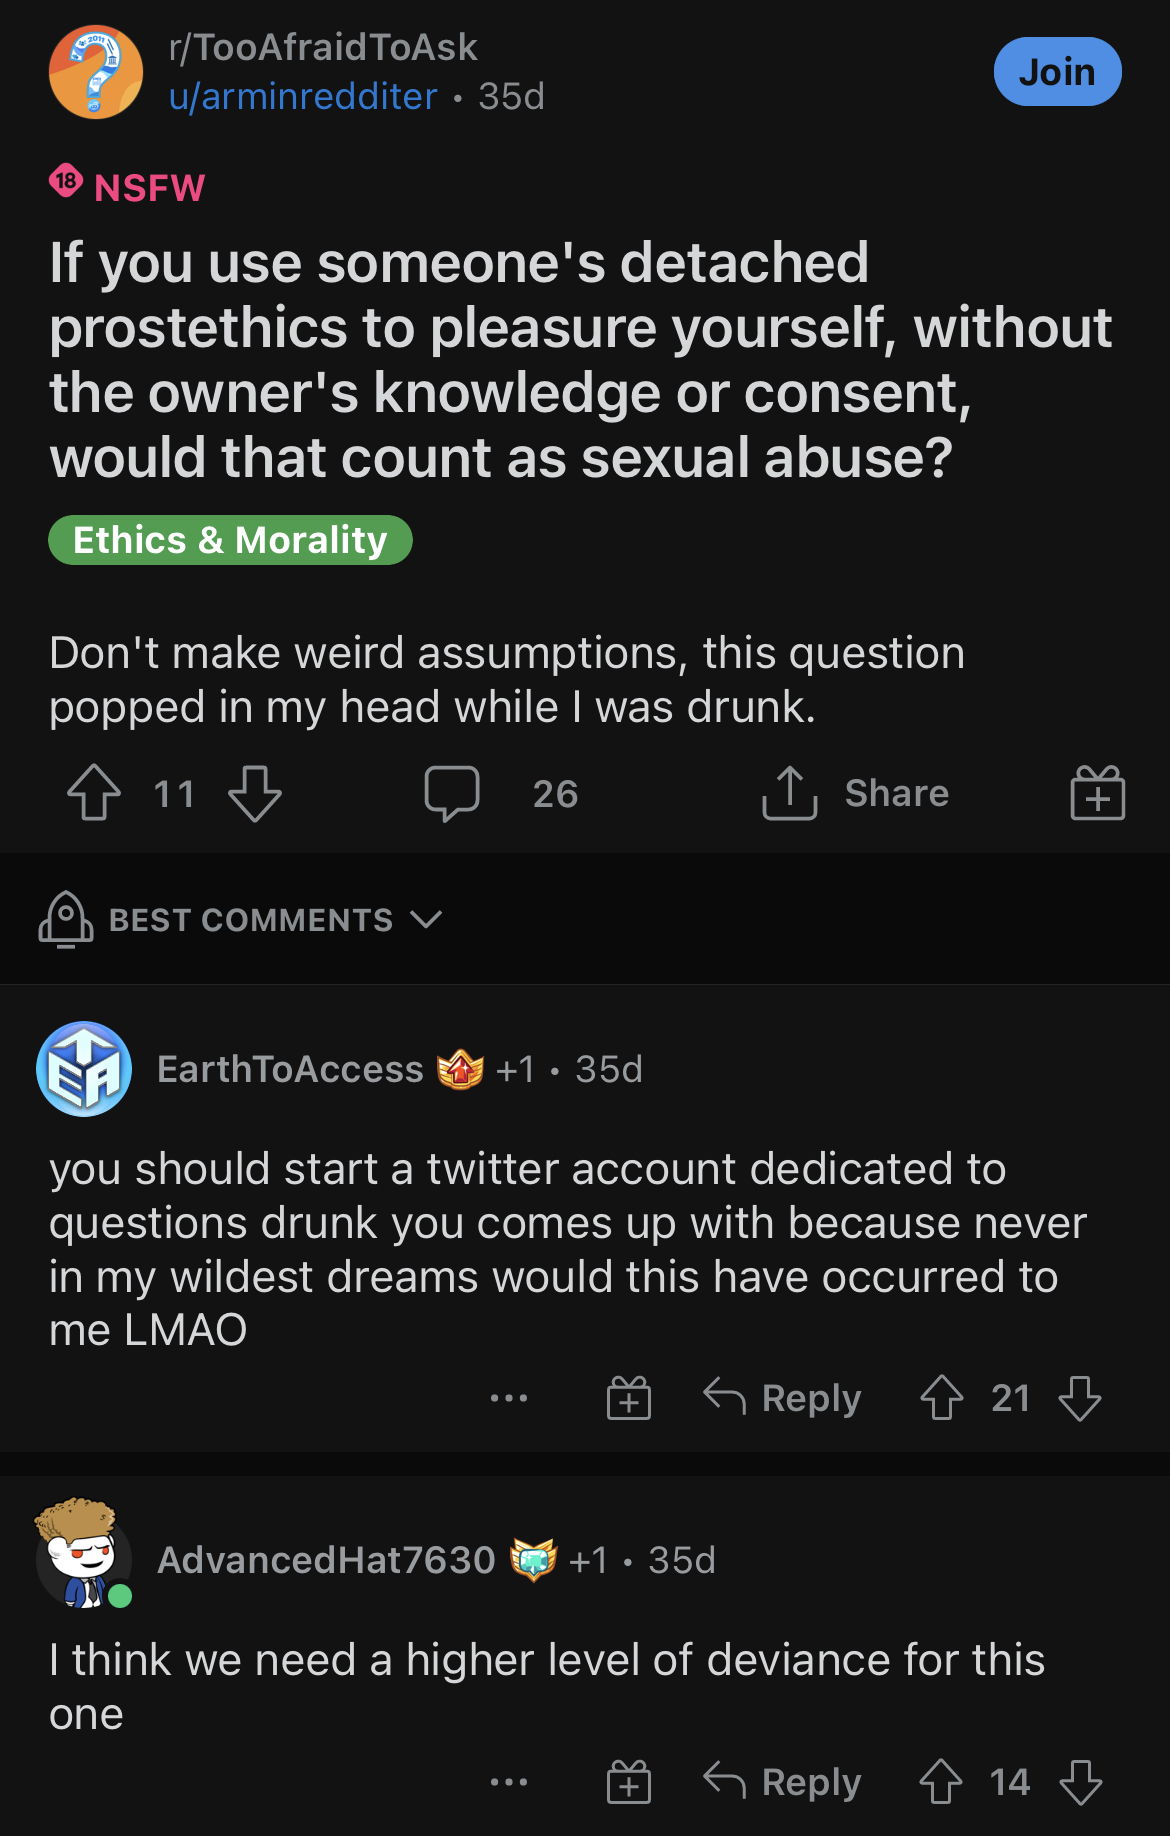 r/TooAfraidToAsk
u/arminredditer • 35d
Join
18 NSFW
If you use someone's detached
prostethics to pleasure yourself, without
the owner's knowledge or consent,
would that count as sexual abuse?
Ethics & Morality
Don't make weird assumptions, this question
popped in my head while I was drunk.
11 26 Share
BEST COMMENTS
TEA
EarthToAccess +1 • 35d
you should start a twitter account dedicated to
questions drunk you comes up with because never
in my wildest dreams would this have occurred to
me LMAO
Reply 21
AdvancedHat7630 +1 • 35d
I think we need a higher level of deviance for this
one
Reply 14